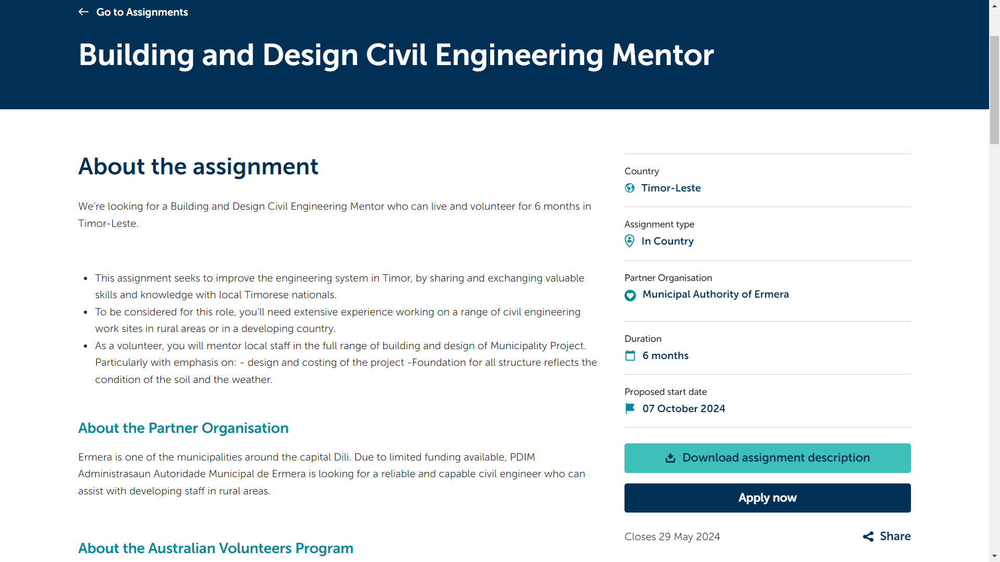 Go to Assignments
Building and Design Civil Engineering Mentor
About the assignment
We’re looking for a Building and Design Civil Engineering Mentor who can live and volunteer for 6 months in
Timor-Leste.
• This assignment seeks to improve the engineering system in Timor, by sharing and exchanging valuable
skills and knowledge with local Timorese nationals.
• To be considered for this role, you’ll need extensive experience working on a range of civil engineering
work sites in rural areas or in a developing country.
• As a volunteer, you will mentor local staff in the full range of building and design of Municipality Project.
Particularly with emphasis on: - design and costing of the project -Foundation for all structure reflects the
condition of the soil and the weather.
About the Partner Organisation
Ermera is one of the municipalities around the capital Dili. Due to limited funding available, PDIM
Administrasaun Autoridade Municipal de Ermera is looking for a reliable and capable civil engineer who can
assist with developing staff in rural areas.
About the Australian Volunteers Program
Country
Timor-Leste
Assignment type
In Country
Partner Organisation
Municipal Authority of Ermera
Duration
6 months
Proposed start date
07 October 2024
Download assignment description
Apply now
Closes 29 May 2024
Share